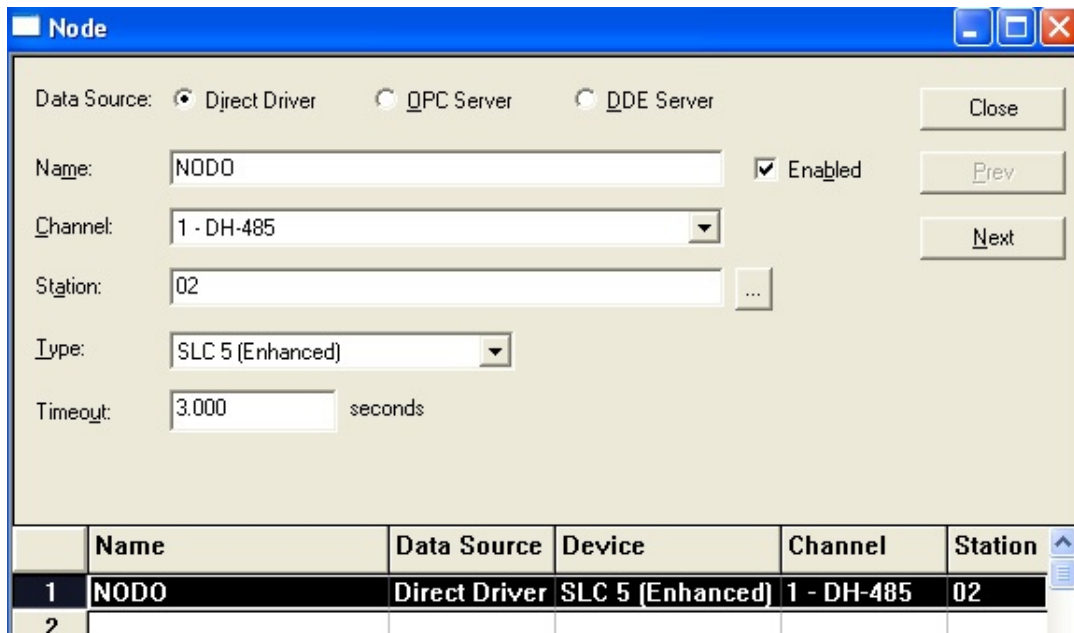 Node
Data Source: Direct Driver OPC Server DDE Server
Close
Name: NODO Enabled
Prev
Channel: 1 - DH-485
Next
Station: 02 ...
Type: SLC 5 (Enhanced)
Timeout: 3.000 seconds
Name Data Source Device Channel Station
1 NODO Direct Driver SLC 5 (Enhanced) 1 - DH-485 02
2